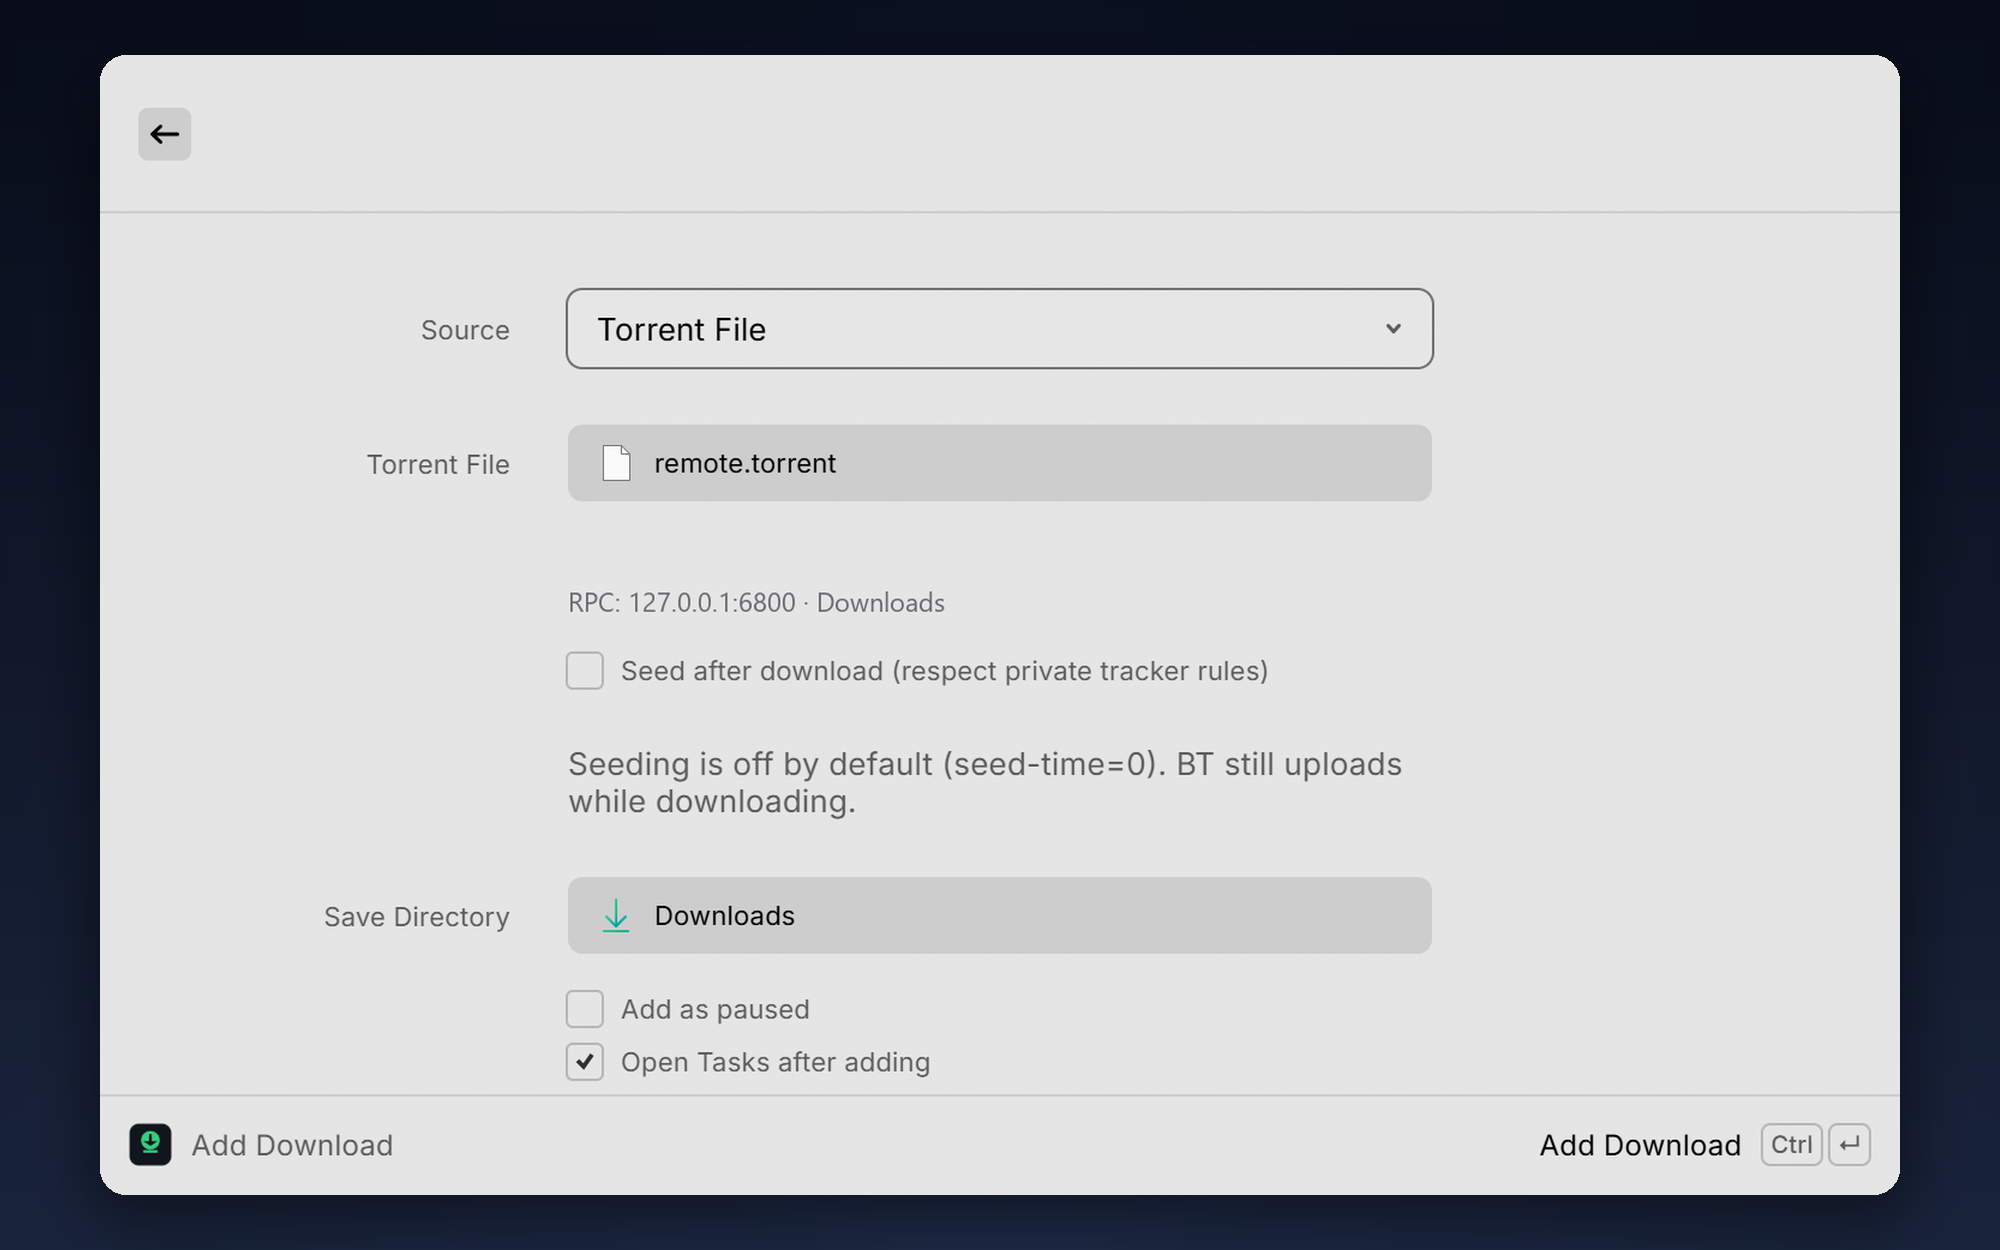 Source
Torrent File
Torrent File
remote.torrent
RPC: 127.0.0.1:6800 · Downloads
Seed after download (respect private tracker rules)
Seeding is off by default (seed-time=0). BT still uploads
while downloading.
Save Directory
Downloads
Add as paused
Open Tasks after adding
Add Download
Add Download Ctrl ↵